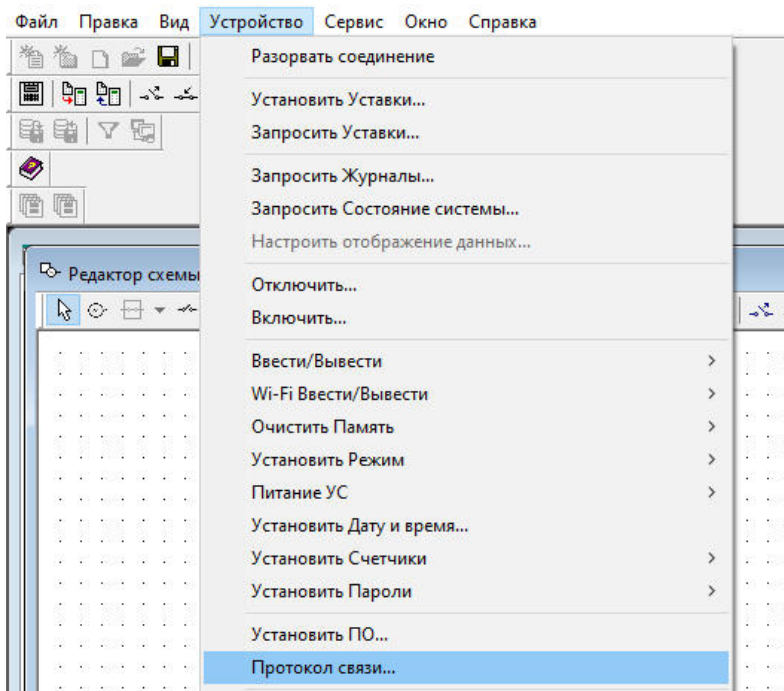 Файл Правка Вид Устройство Сервис Окно Справка
Разорвать соединение
Установить Уставки...
Запросить Уставки...
Запросить Журналы...
Запросить Состояние системы...
Настроить отображение данных...
Редактор схемы
Отключить...
Включить...
Ввести/Вывести
Wi-Fi Ввести/Вывести
Очистить Память
Установить Режим
Питание УС
Установить Дату и время...
Установить Счетчики
Установить Пароли
Установить ПО...
Протокол связи...